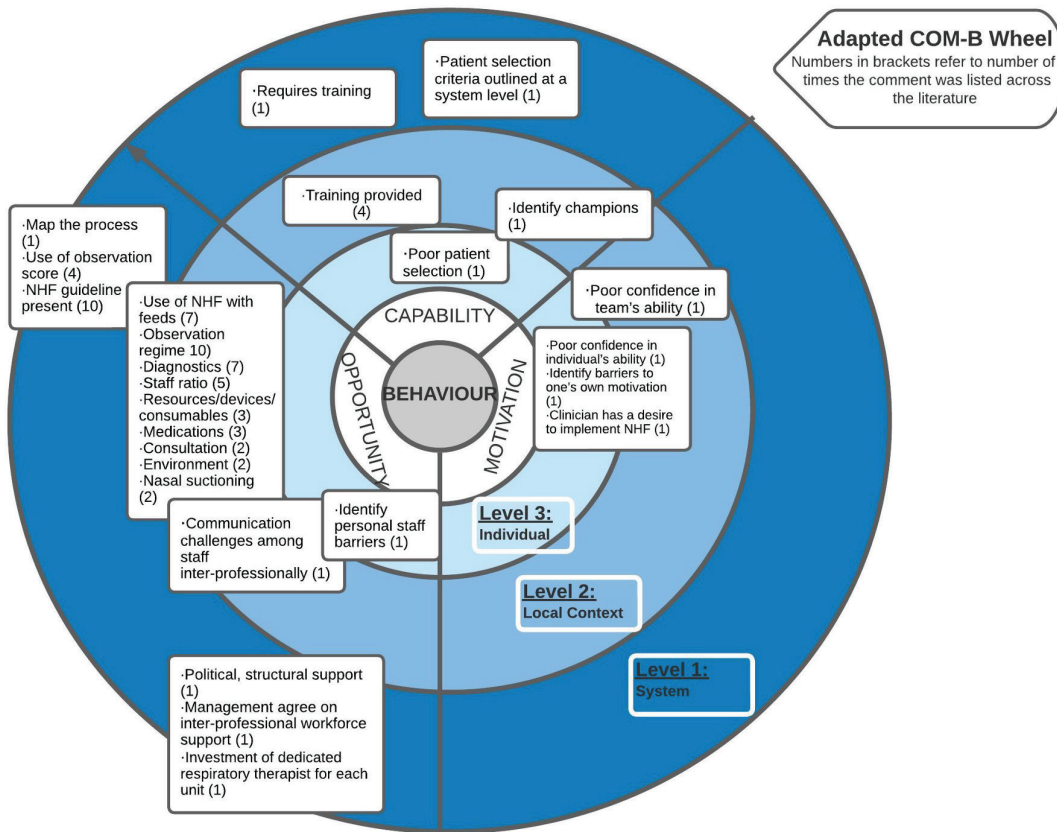 Adapted COM-B Wheel
Numbers in brackets refer to number of
times the comment was listed across
the literature
·Patient selection
criteria outlined at a
system level (1)
·Requires training
(1)
·Training provided
(4)
·Identify champions
(1)
·Poor patient
selection (1)
·Map the process
(1)
·Use of observation
score (4)
·NHF guideline
present (10)
·Poor confidence in
team's ability (1)
·Use of NHF with
feeds (7)
·Observation
regime 10)
·Diagnostics (7)
·Staff ratio (5)
·Resources/devices/
consumables (3)
·Medications (3)
·Consultation (2)
·Environment (2)
·Nasal suctioning
(2)
CAPABILITY
OPPORTUNITY
BEHAVIOUR
MOTIVATION
·Poor confidence in
individual's ability (1)
·Identify barriers to
one's own motivation
(1)
·Clinician has a desire
to implement NHF (1)
·Identify
personal staff
barriers (1)
·Communication
challenges among
staff
inter-professionally (1)
Level 3:
Individual
Level 2:
Local Context
Level 1:
System
·Political, structural support
(1)
·Management agree on
inter-professional workforce
support (1)
·Investment of dedicated
respiratory therapist for each
unit (1)